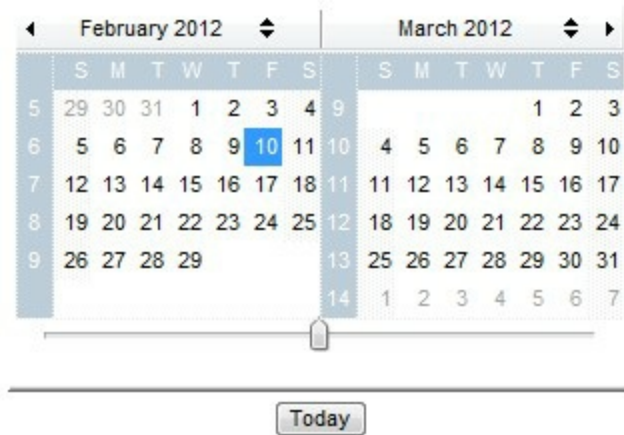 February 2012 March 2012
S M T W T F S S M T W T F S
5 29 30 31 1 2 3 4 9 1 2 3
6 5 6 7 8 9 10 11 10 4 5 6 7 8 9 10
7 12 13 14 15 16 17 18 11 11 12 13 14 15 16 17
8 19 20 21 22 23 24 25 12 18 19 20 21 22 23 24
9 26 27 28 29 13 25 26 27 28 29 30 31
14 1 2 3 4 5 6 7
Today